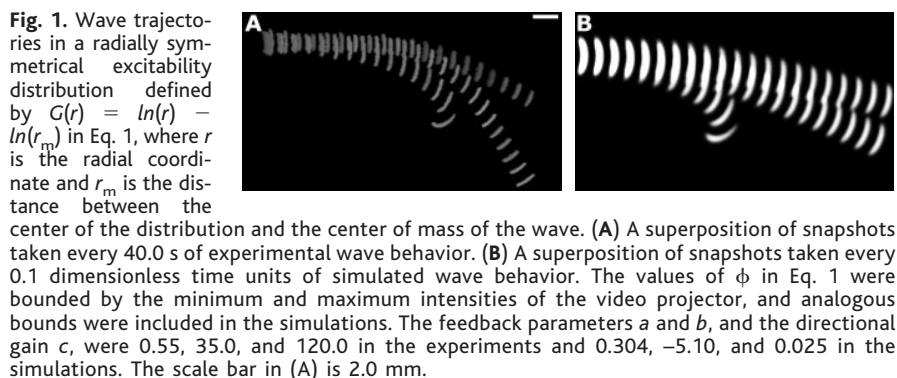 Fig. 1. Wave trajecto-
ries in a radially sym-
metrical excitability
distribution defined
by G(r) = ln(r) −
ln(rm) in Eq. 1, where r
is the radial coordi-
nate and rm is the dis-
tance between the
center of the distribution and the center of mass of the wave. (A) A superposition of snapshots
taken every 40.0 s of experimental wave behavior. (B) A superposition of snapshots taken every
0.1 dimensionless time units of simulated wave behavior. The values of ϕ in Eq. 1 were
bounded by the minimum and maximum intensities of the video projector, and analogous
bounds were included in the simulations. The feedback parameters a and b, and the directional
gain c, were 0.55, 35.0, and 120.0 in the experiments and 0.304, –5.10, and 0.025 in the
simulations. The scale bar in (A) is 2.0 mm.
A
B